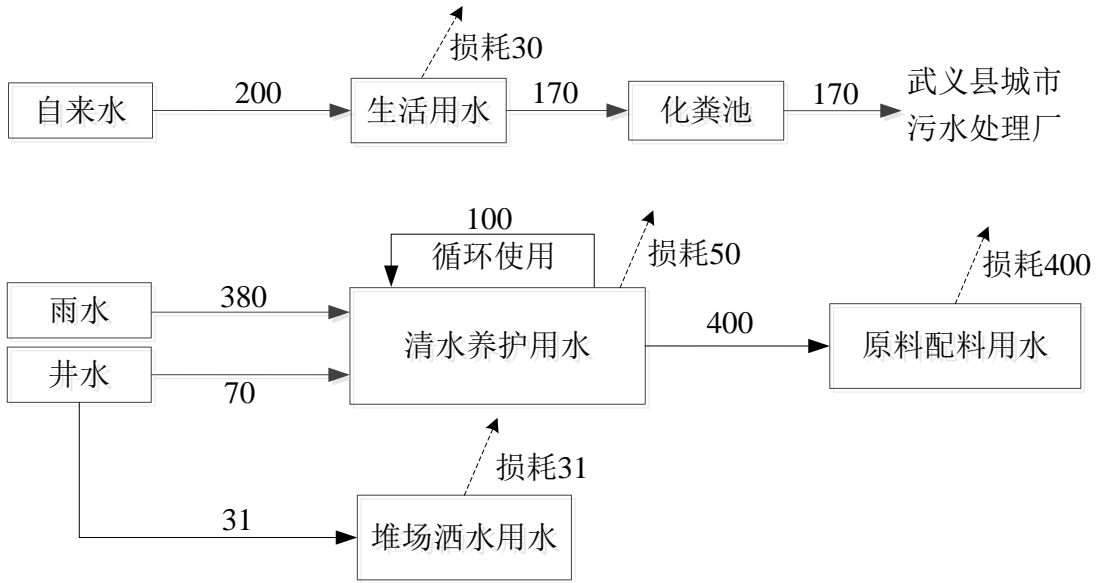 损耗30
自来水
200
生活用水
170
化粪池
170
武义县城市
污水处理厂
100
循环使用
损耗50
损耗400
雨水
380
清水养护用水
400
原料配料用水
井水
70
损耗31
31
堆场洒水用水